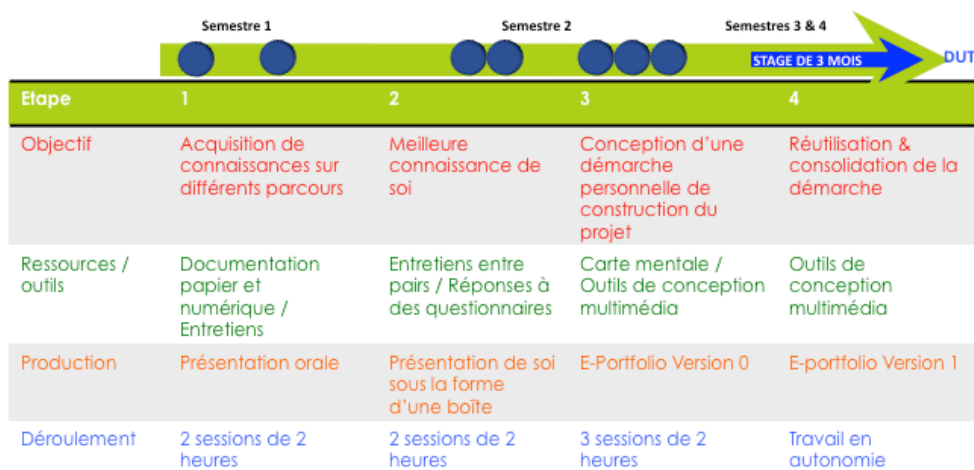 Semestre 1 Semestre 2 Semestres 3 & 4
STAGE DE 3 MOIS DUT
Etape 1 2 3 4
Objectif
Acquisition de
connaissances sur
différents parcours
Meilleure
connaissance de
soi
Conception d'une
démarche
personnelle de
construction du
projet
Réutilisation &
consolidation de la
démarche
Ressources /
outils
Documentation
papier et
numérique /
Entretiens
Entretiens entre
pairs / Réponses à
des questionnaires
Carte mentale /
Outils de conception
multimédia
Outils de
conception
multimédia
Production
Présentation orale
Présentation de soi
sous la forme
d'une boîte
E-Portfolio Version 0
E-portfolio Version 1
Déroulement
2 sessions de 2
heures
2 sessions de 2
heures
3 sessions de 2
heures
Travail en
autonomie